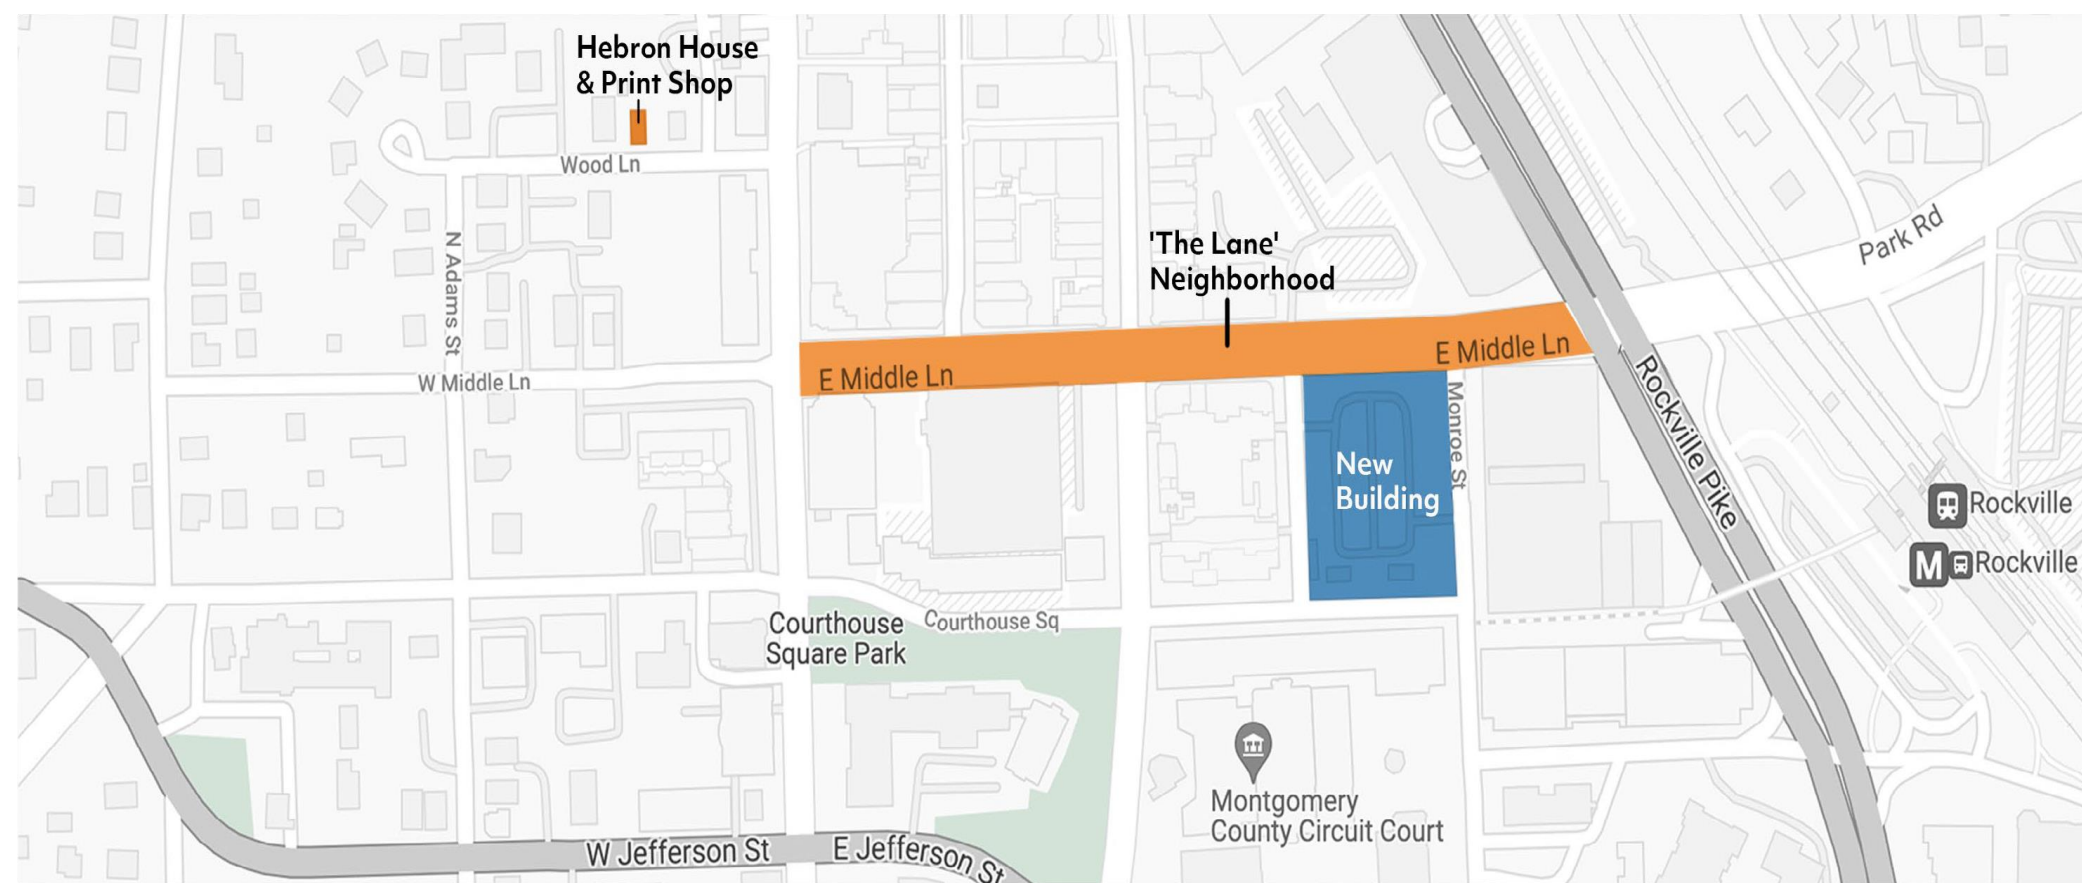 Hebron House
& Print Shop
Wood Ln
'The Lane'
Neighborhood
Park Rd
N Adams St
E Middle Ln
E Middle Ln
W Middle Ln
Monroe St
Rockville Pike
New
Building
Rockville
M
Rockville
Courthouse
Square Park
Courthouse Sq
Montgomery
County Circuit Court
W Jefferson St
E Jefferson St